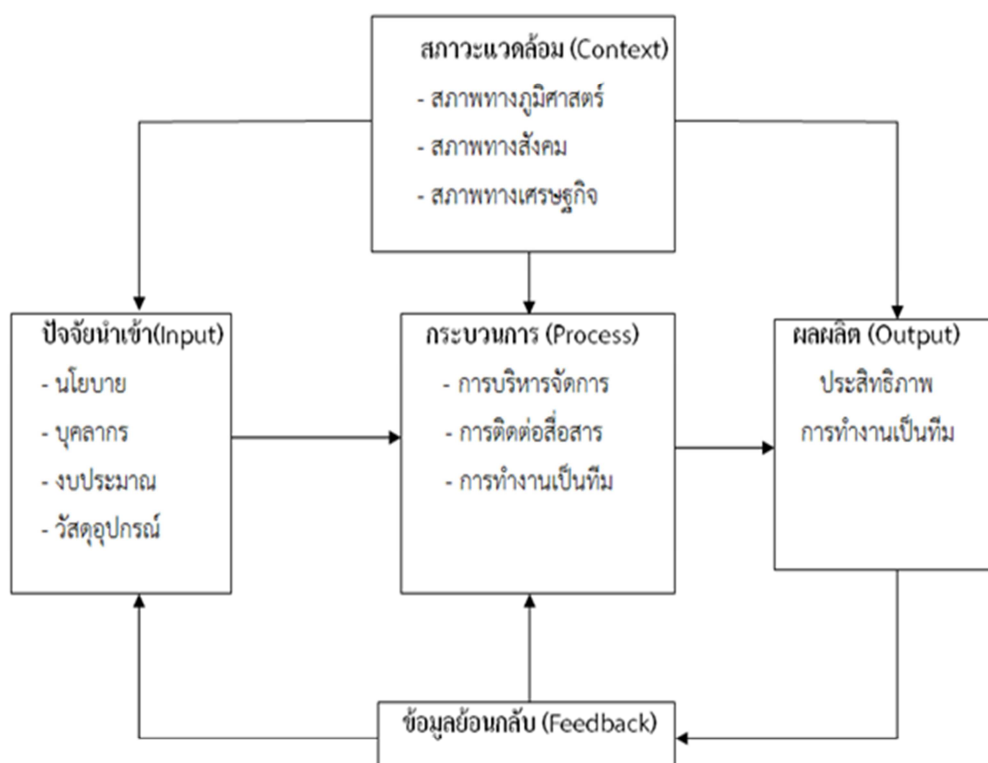 สภาวะแวดล้อม (Context)
- สภาพทางภูมิศาสตร์
- สภาพทางสังคม
- สภาพทางเศรษฐกิจ
ปัจจัยนำเข้า(Input)
- นโยบาย
- บุคลากร
- งบประมาณ
- วัสดุอุปกรณ์
กระบวนการ (Process)
- การบริหารจัดการ
- การติดต่อสื่อสาร
- การทำงานเป็นทีม
ผลผลิต (Output)
ประสิทธิภาพ
การทำงานเป็นทีม
ข้อมูลย้อนกลับ (Feedback)